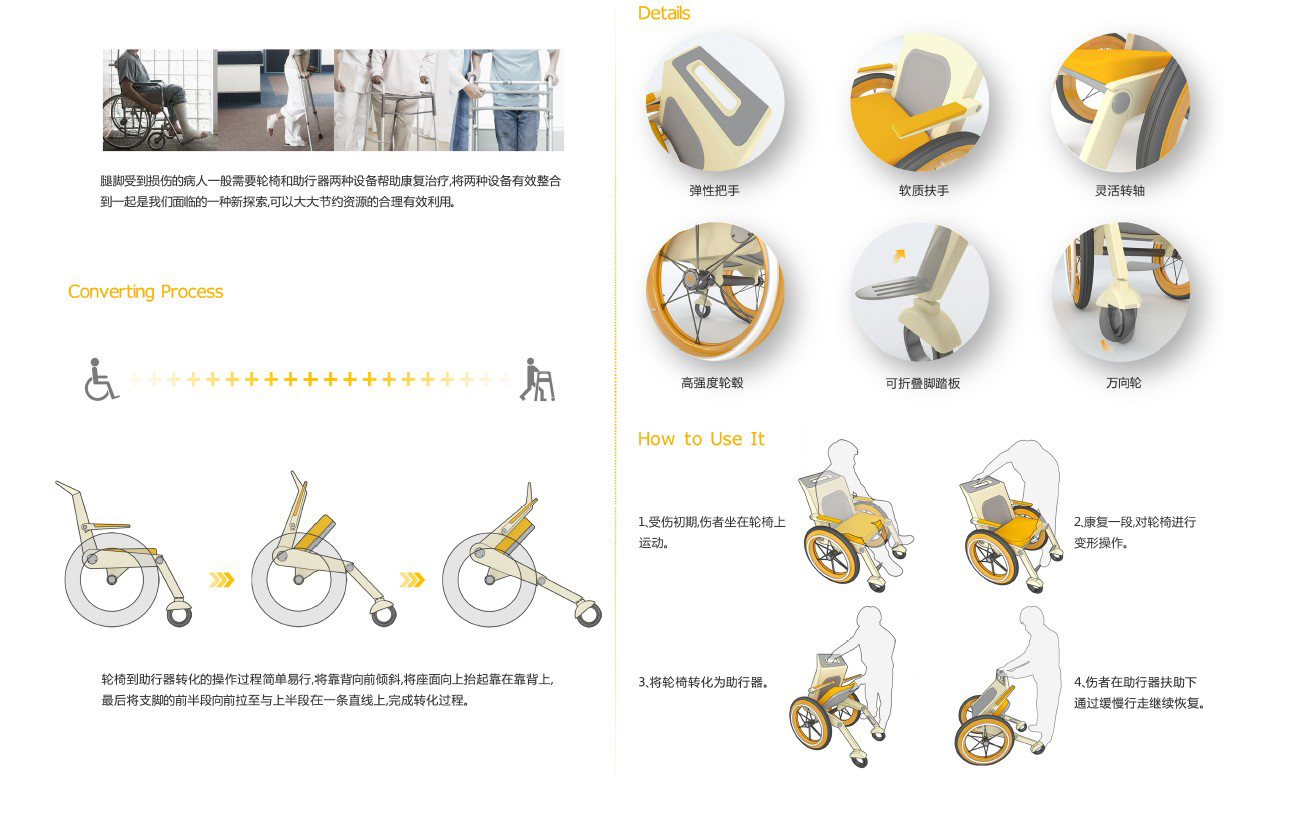 腿脚受到损伤的病人一般需要轮椅和助行器两种设备帮助康复治疗,将两种设备有效整合
到一起是我们面临的一种新探索,可以大大节约资源的合理有效利用。
Converting Process
轮椅到助行器转化的操作过程简单易行,将靠背向前倾斜,将座面向上抬起靠在靠背上,
最后将支脚的前半段向前拉至与上半段在一条直线上,完成转化过程。
Details
弹性把手
软质扶手
灵活转轴
高强度轮毂
可折叠脚踏板
万向轮
How to Use It
1,受伤初期,伤者坐在轮椅上
运动。
2,康复一段,对轮椅进行
变形操作。
3,将轮椅转化为助行器。
4,伤者在助行器扶助下
通过缓慢行走继续恢复。